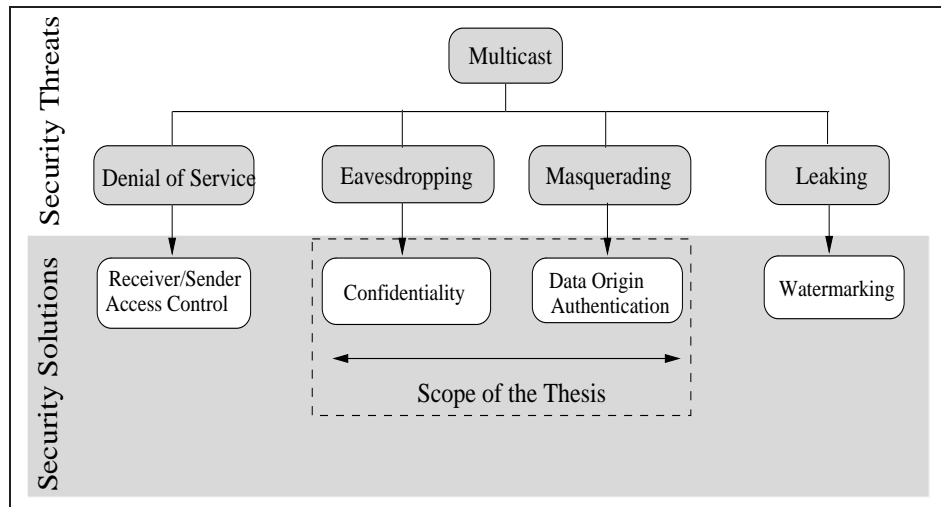 Security Threats
Multicast
Denial of Service
Eavesdropping
Masquerading
Leaking
Security Solutions
Receiver/Sender
Access Control
Confidentiality
Data Origin
Authentication
Watermarking
Scope of the Thesis